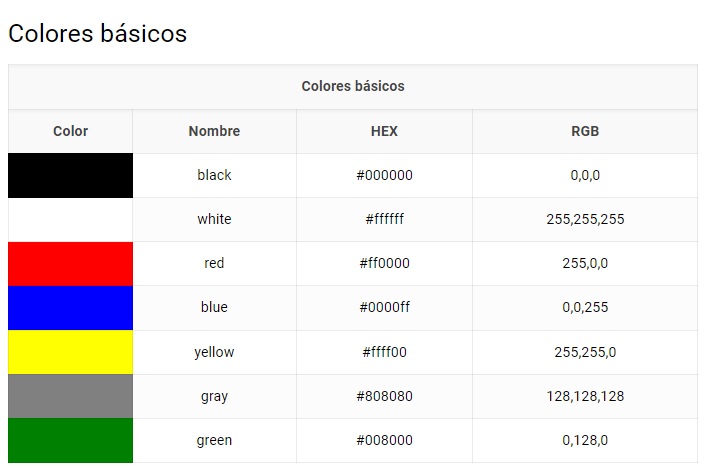 Colores básicos
Colores básicos
Color Nombre HEX RGB
black #000000 0,0,0
white #ffffff 255,255,255
red #ff0000 255,0,0
blue #0000ff 0,0,255
yellow #ffff00 255,255,0
gray #808080 128,128,128
green #008000 0,128,0